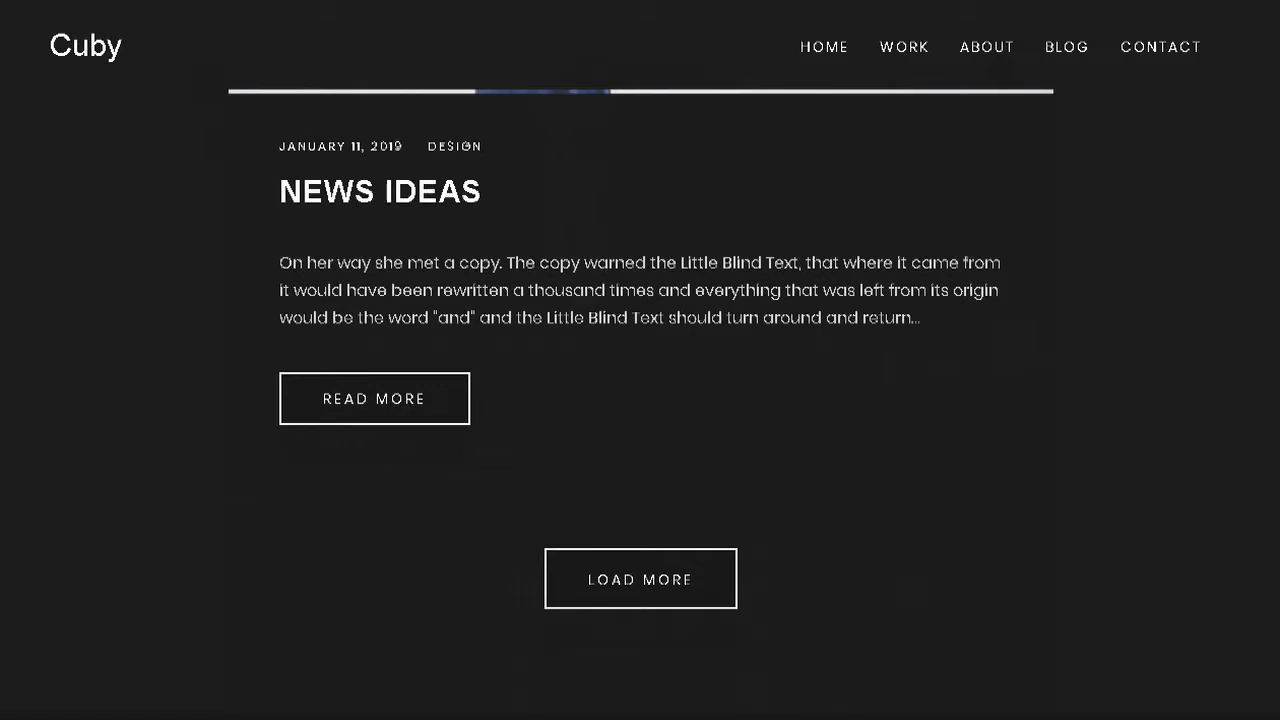 Cuby
HOME WORK ABOUT BLOG CONTACT
JANUARY 11, 2019 DESIGN
NEWS IDEAS
On her way she met a copy. The copy warned the Little Blind Text, that where it came from
it would have been rewritten a thousand times and everything that was left from its origin
would be the word "and" and the Little Blind Text should turn around and return...
READ MORE
LOAD MORE